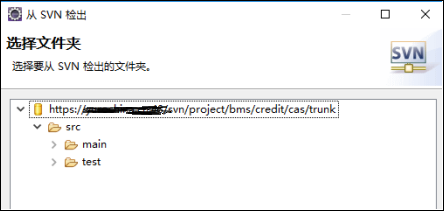 从 SVN 检出
选择文件夹
选择要从 SVN 检出的文件夹。
SVN
https:/ /svn/project/bms/credit/cas/trunk
src
main
test